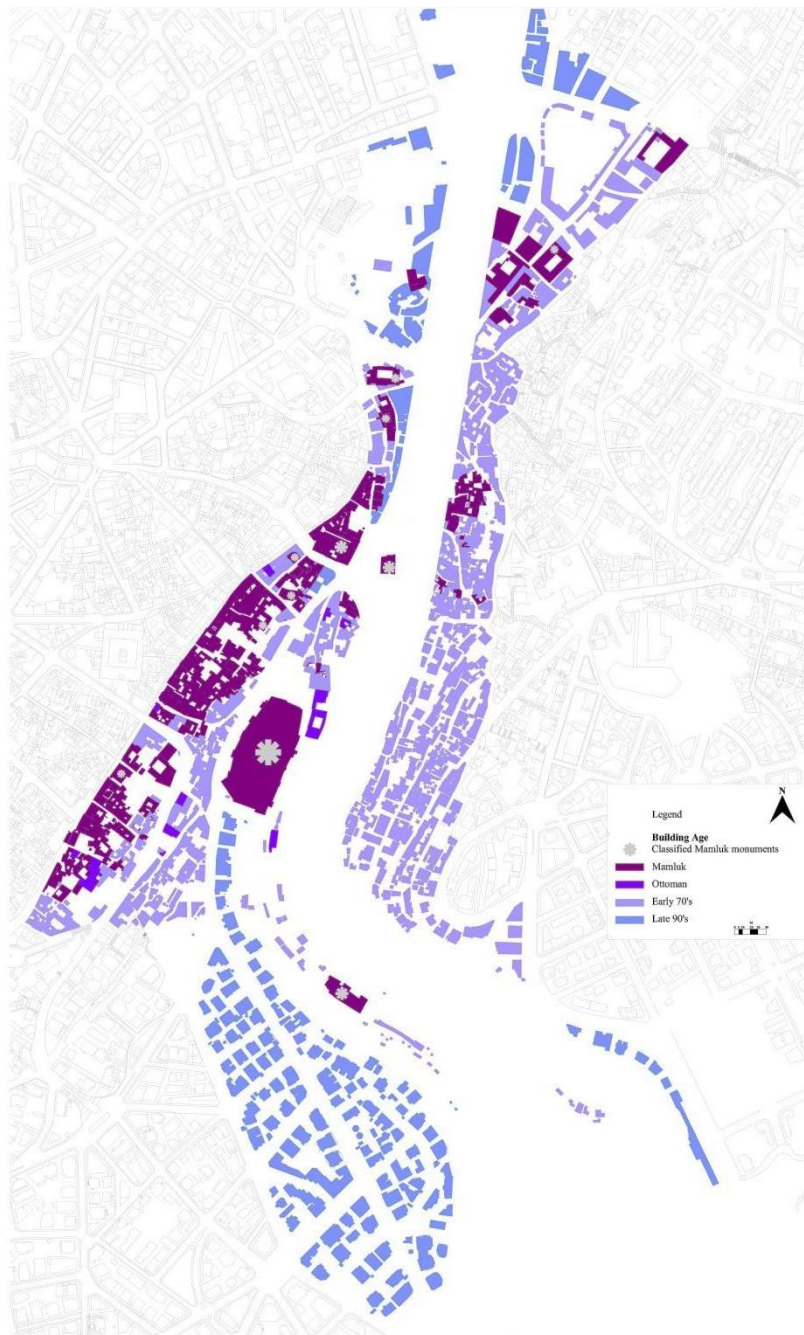 N
Legend
Building Age
Classified Mamluk monuments
Mamluk
Ottoman
Early 70's
Late 90's